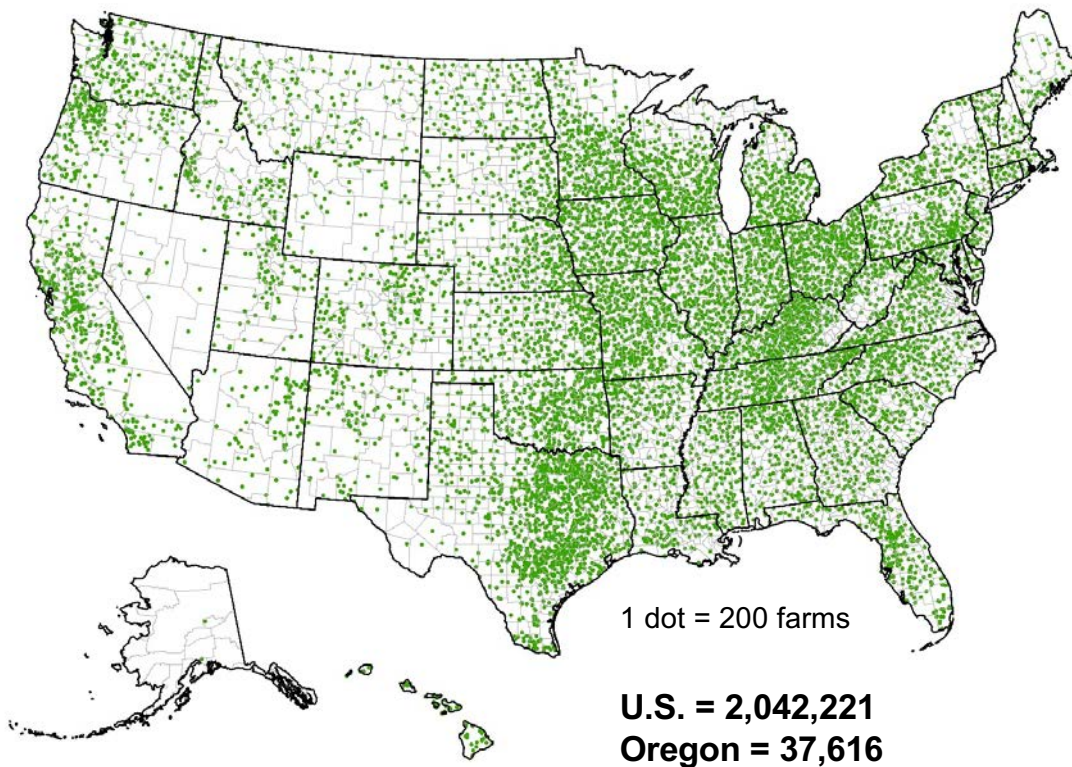 1 dot = 200 farms
U.S. = 2,042,221
Oregon = 37,616